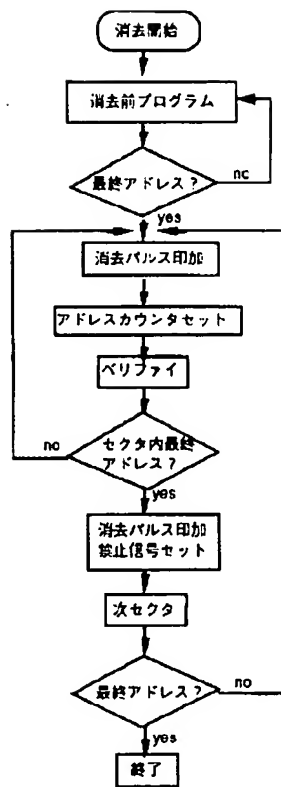 消去開始
消去前プログラム
最終アドレス？
no
yes
消去パルス印加
アドレスカウンタセット
ベリファイ
no
セクタ内最終
アドレス？
yes
消去パルス印加
禁止信号セット
次セクタ
最終アドレス？
no
yes
終了